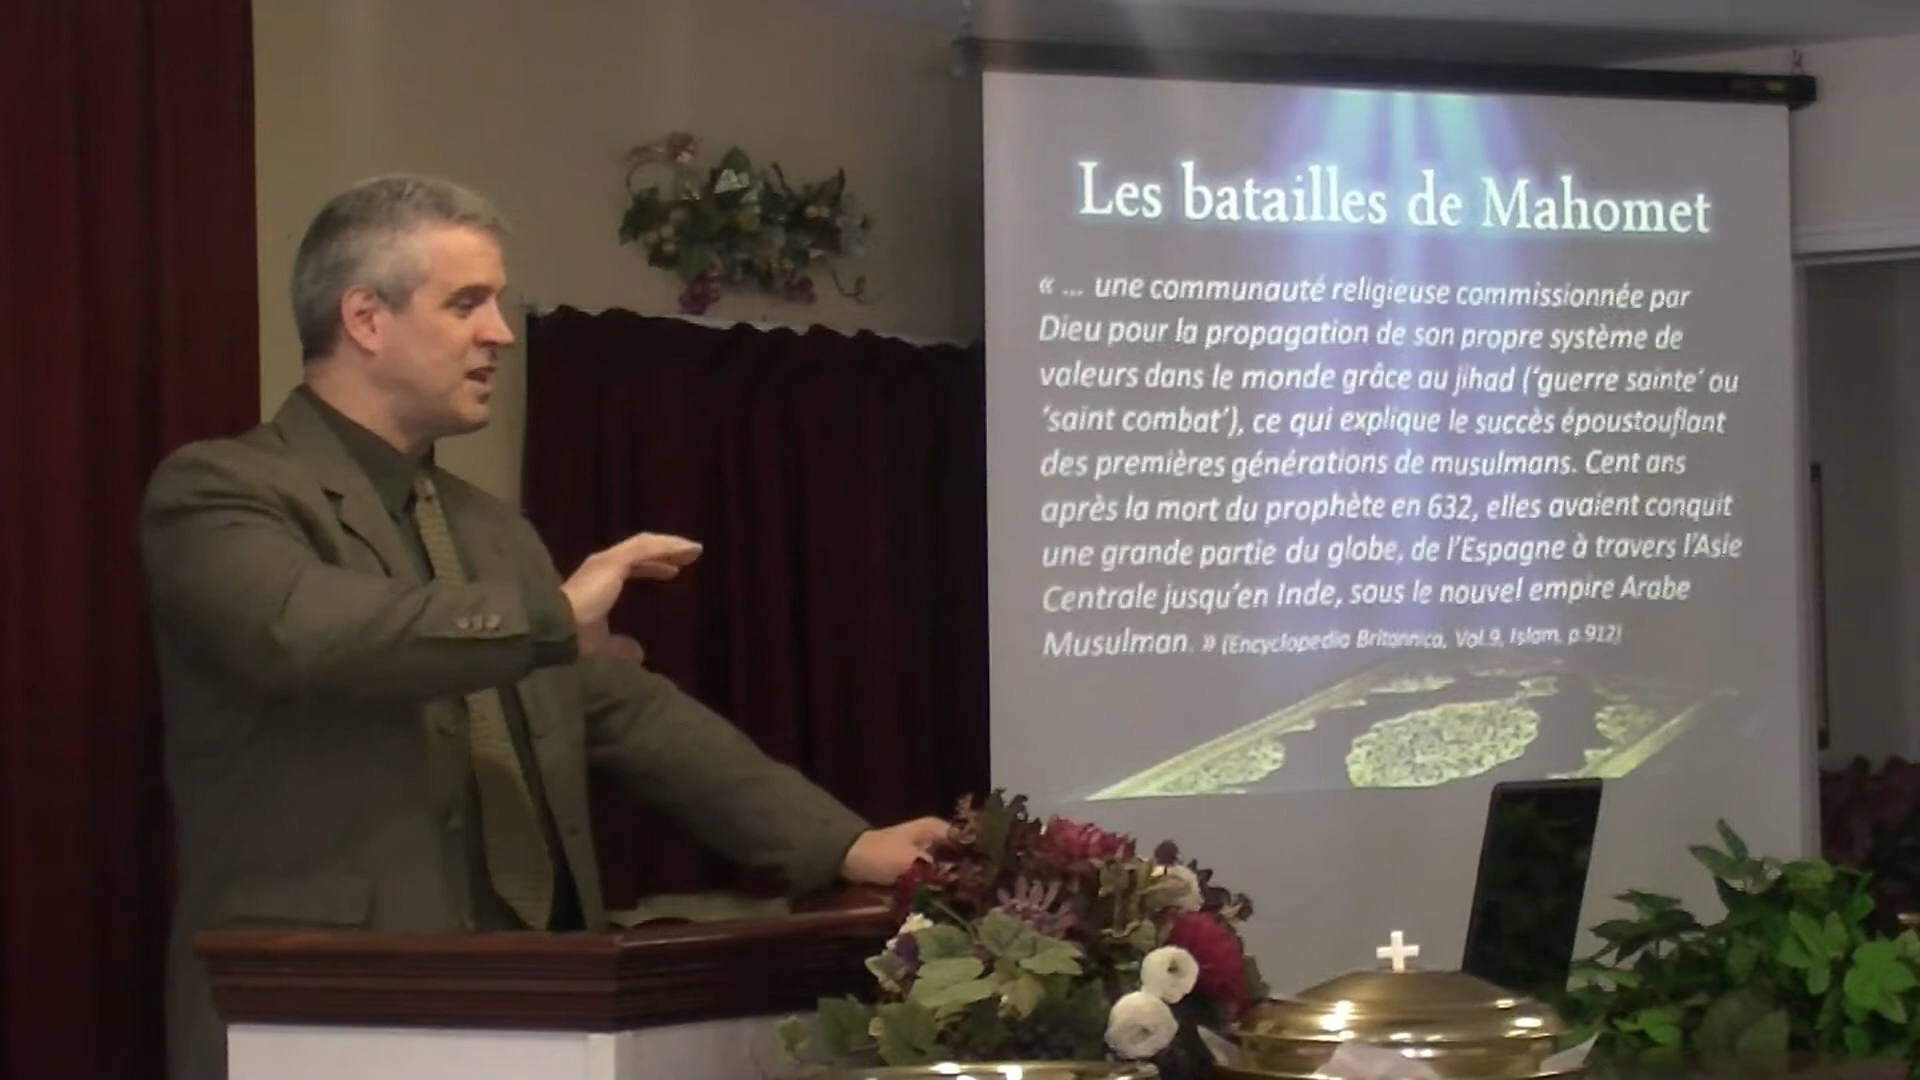 Les batailles de Mahomet
« ... une communauté religieuse commissionnée par
Dieu pour la propagation de son propre système de
valeurs dans le monde grâce au jihad (‘guerre sainte’ ou
‘saint combat’), ce qui explique le succès époustouflant
des premières générations de musulmans. Cent ans
après la mort du prophète en 632, elles avaient conquit
une grande partie du globe, de l’Espagne à travers l’Asie
Centrale jusqu’en Inde, sous le nouvel empire Arabe
Musulman. » (Encyclopedia Britannica, Vol.9, Islam, p.912)